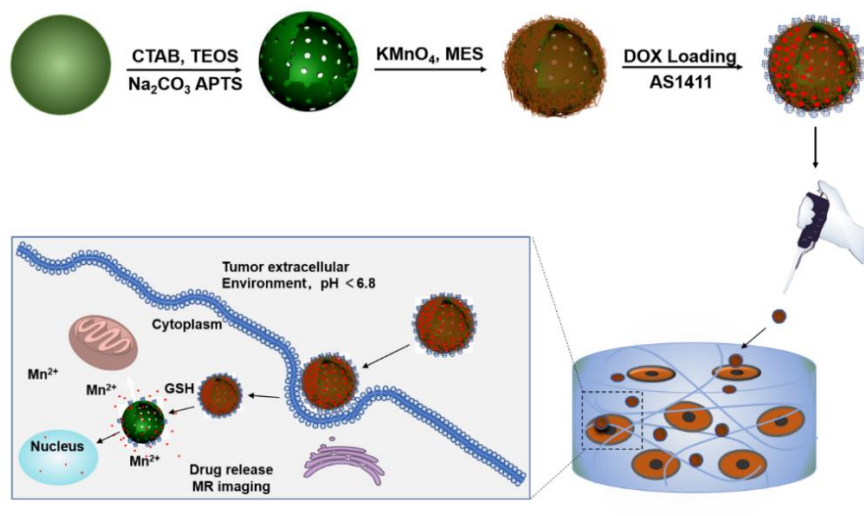 CTAB, TEOS
Na₂CO₃ APTS
KMnO₄, MES
DOX Loading
AS1411
Tumor extracellular
Environment, pH <6.8
Cytoplasm
Mn²⁺
Mn²⁺
GSH
Nucleus
Mn²⁺
Drug release
MR imaging